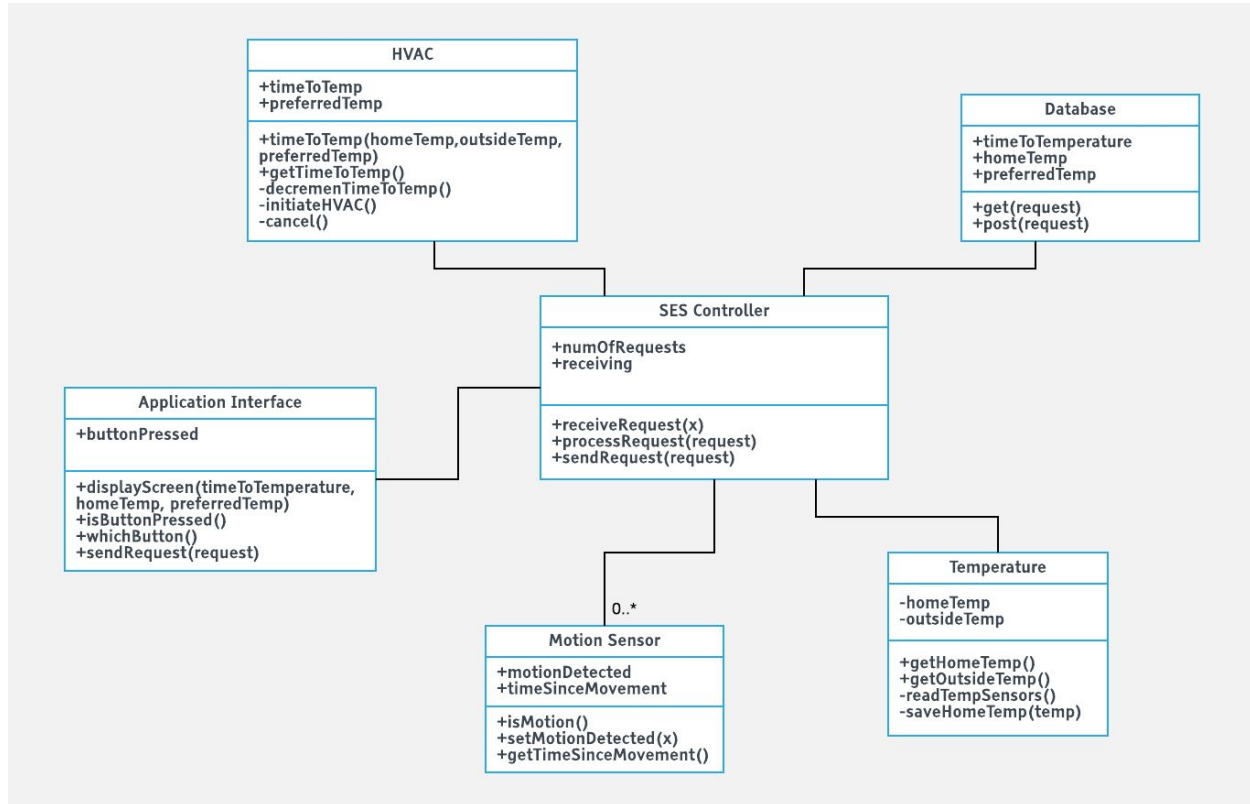 HVAC
+timeToTemp
+preferredTemp
+timeToTemp(homeTemp,outsideTemp,
preferredTemp)
+getTimeToTemp()
-decremenTimeToTemp()
-initiateHVAC()
-cancel()
Database
+timeToTemperature
+homeTemp
+preferredTemp
+get(request)
+post(request)
SES Controller
+numOfRequests
+receiving
+receiveRequest(x)
+processRequest(request)
+sendRequest(request)
Application Interface
+buttonPressed
+displayScreen(timeToTemperature,
homeTemp, preferredTemp)
+isButtonPressed()
+whichButton()
+sendRequest(request)
0..*
Motion Sensor
+motionDetected
+timeSinceMovement
+isMotion()
+setMotionDetected(x)
+getTimeSinceMovement()
Temperature
-homeTemp
-outsideTemp
+getHomeTemp()
+getOutsideTemp()
-readTempSensors()
-saveHomeTemp(temp)